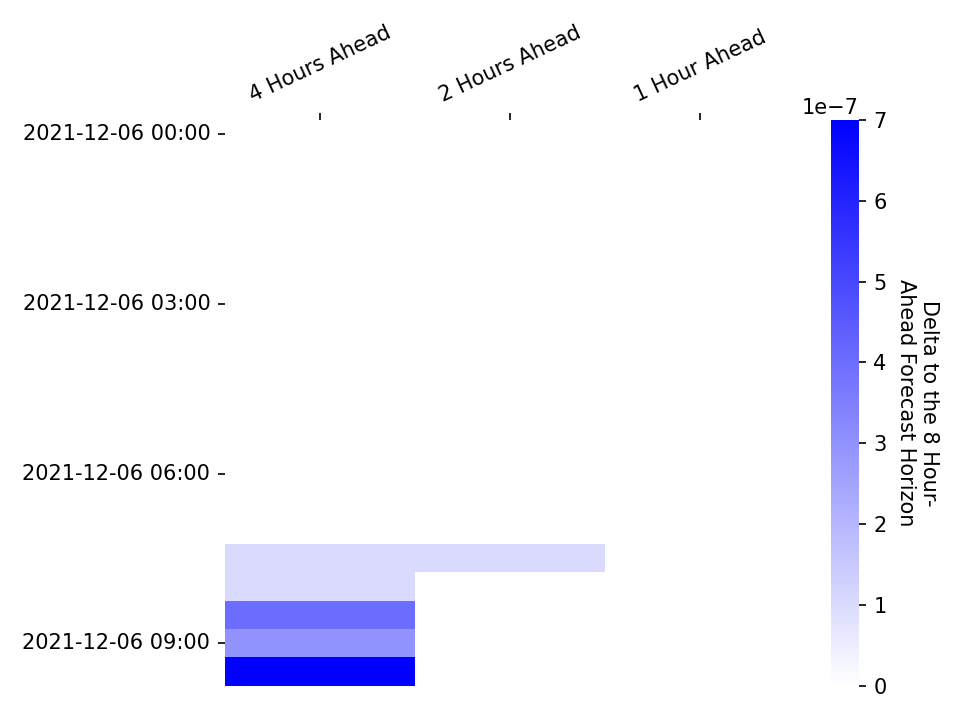 4 Hours Ahead
2 Hours Ahead
1 Hour Ahead
1e−7
2021-12-06 00:00
2021-12-06 03:00
2021-12-06 06:00
2021-12-06 09:00
7
6
5
4
3
2
1
0
Delta to the 8 Hour-
Ahead Forecast Horizon